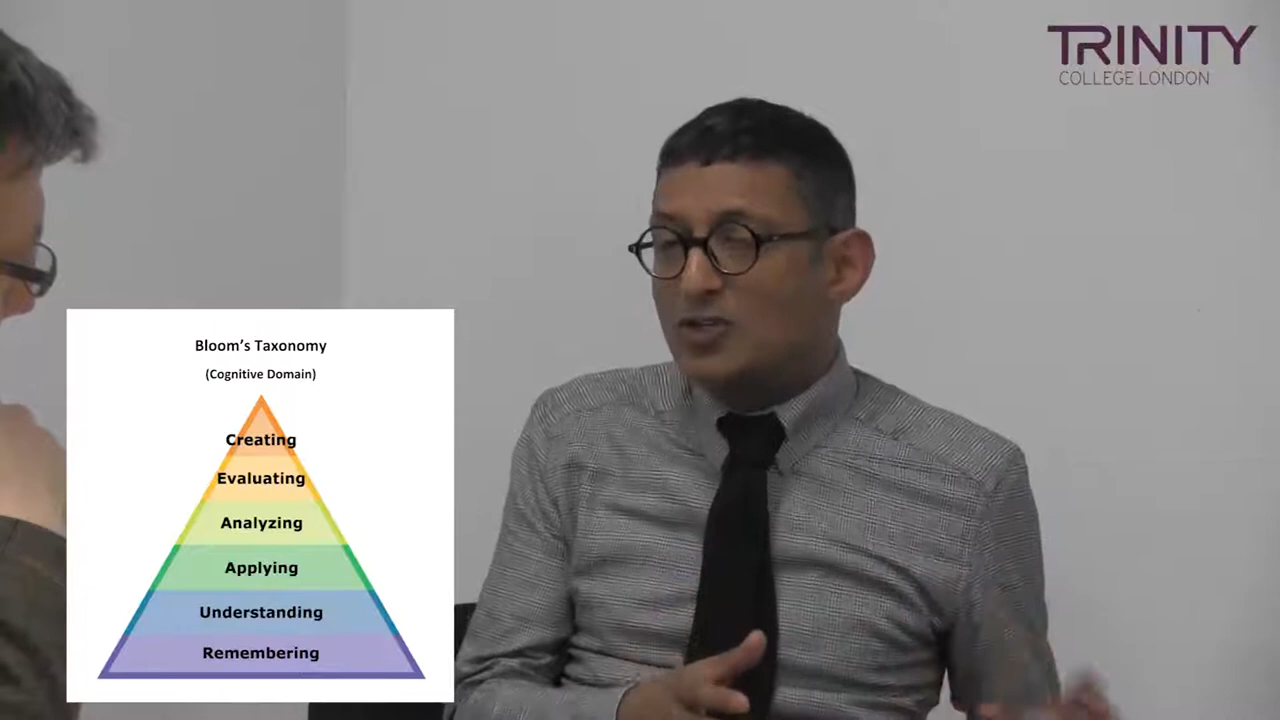 TRINITY
COLLEGE LONDON
Bloom’s Taxonomy
(Cognitive Domain)
Creating
Evaluating
Analyzing
Applying
Understanding
Remembering